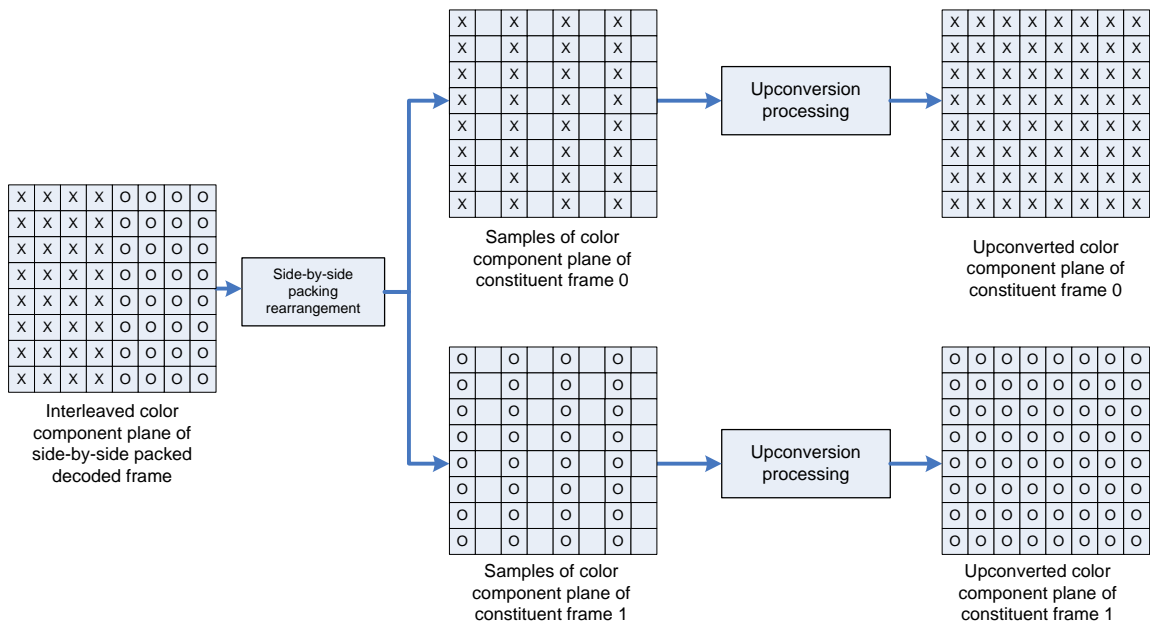 X X X X
X X X X
X X X X
X X X X
X X X X
X X X X
X X X X
X X X X
Samples of color
component plane of
constituent frame 0
Upconversion
processing
X X X X X X X X
X X X X X X X X
X X X X X X X X
X X X X X X X X
X X X X X X X X
X X X X X X X X
X X X X X X X X
X X X X X X X X
Upconverted color
component plane of
constituent frame 0
X X X X O O O O
X X X X O O O O
X X X X O O O O
X X X X O O O O
X X X X O O O O
X X X X O O O O
X X X X O O O O
X X X X O O O O
Interleaved color
component plane of
side-by-side packed
decoded frame
Side-by-side
packing
rearrangement
O O O O
O O O O
O O O O
O O O O
O O O O
O O O O
O O O O
O O O O
Samples of color
component plane of
constituent frame 1
Upconversion
processing
O O O O O O O O
O O O O O O O O
O O O O O O O O
O O O O O O O O
O O O O O O O O
O O O O O O O O
O O O O O O O O
O O O O O O O O
Upconverted color
component plane of
constituent frame 1